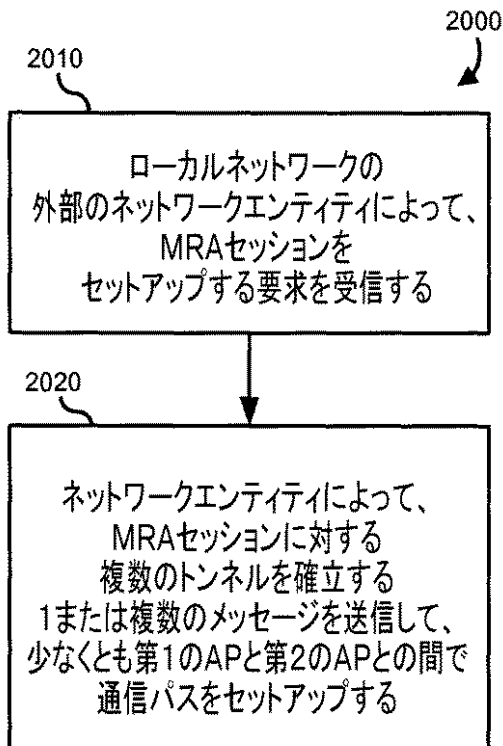 2000
2010
ローカルネットワークの
外部のネットワークエンティティによって、
MRAセッションを
セットアップする要求を受信する
2020
ネットワークエンティティによって、
MRAセッションに対する
複数のトンネルを確立する
1または複数のメッセージを送信して、
少なくとも第1のAPと第2のAPとの間で
通信パスをセットアップする